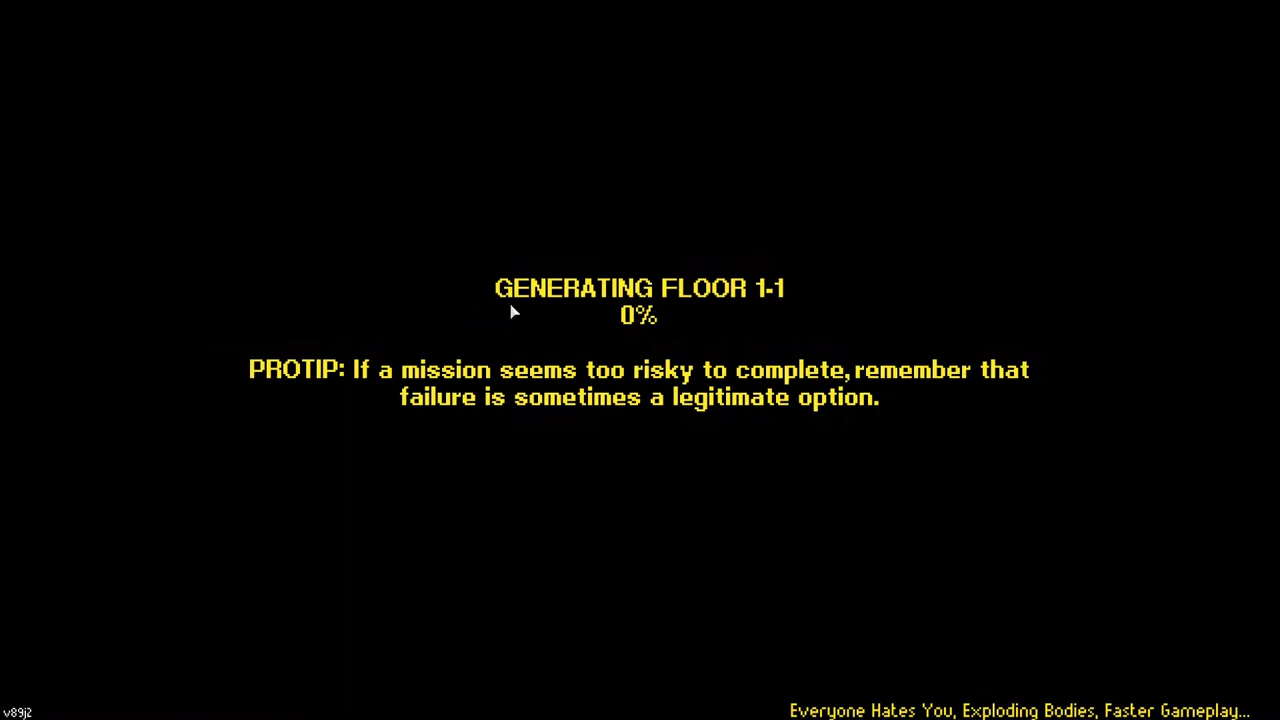 GENERATING FLOOR 1-1
0%
PROTIP: If a mission seems too risky to complete, remember that
failure is sometimes a legitimate option.
v89j2
Everyone Hates You, Exploding Bodies, Faster Gameplay...